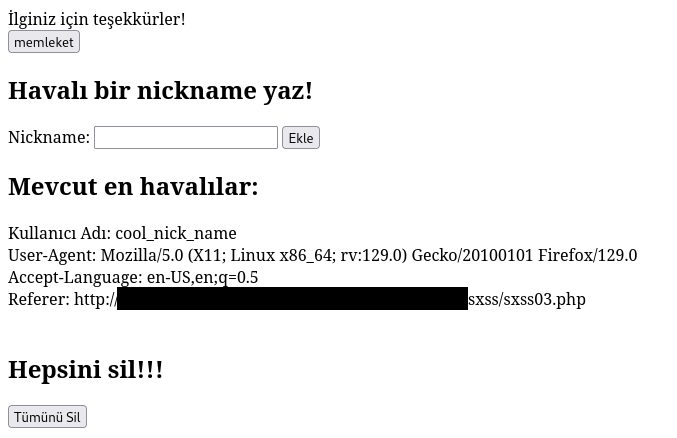 İlginiz için teşekkürler!
memleket
Havalı bir nickname yaz!
Nickname: Ekle
Mevcut en havalılar:
Kullanıcı Adı: cool_nick_name
User-Agent: Mozilla/5.0 (X11; Linux x86_64; rv:129.0) Gecko/20100101 Firefox/129.0
Accept-Language: en-US,en;q=0.5
Referer: http:/ sxss/sxss03.php
Hepsini sil!!!
Tümünü Sil